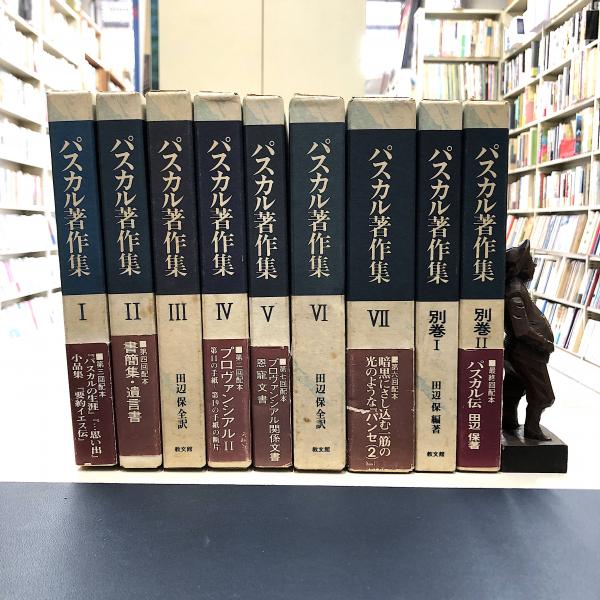 パスカル著作集
I
■第三回配本
『パスカルの生涯』『…思い出』
小品集『要約イエス伝』
パスカル著作集
II
■第四回配本
書簡集・遺言書
パスカル著作集
III
田辺保全訳
教文館
パスカル著作集
IV
■第二回配本
プロヴァンシアルII
第11の手紙〜第19の手紙の断片
パスカル著作集
V
■第七回配本
プロヴァンシアル関係文書
恩寵文書
パスカル著作集
VI
田辺保全訳
教文館
パスカル著作集
VII
■第六回配本
暗黒にさし込む一筋の
光のような『パンセ(2)』
パスカル著作集
別巻I
田辺保編著
教文館
パスカル著作集
別巻II
■最終回配本
パスカル伝 田辺保著